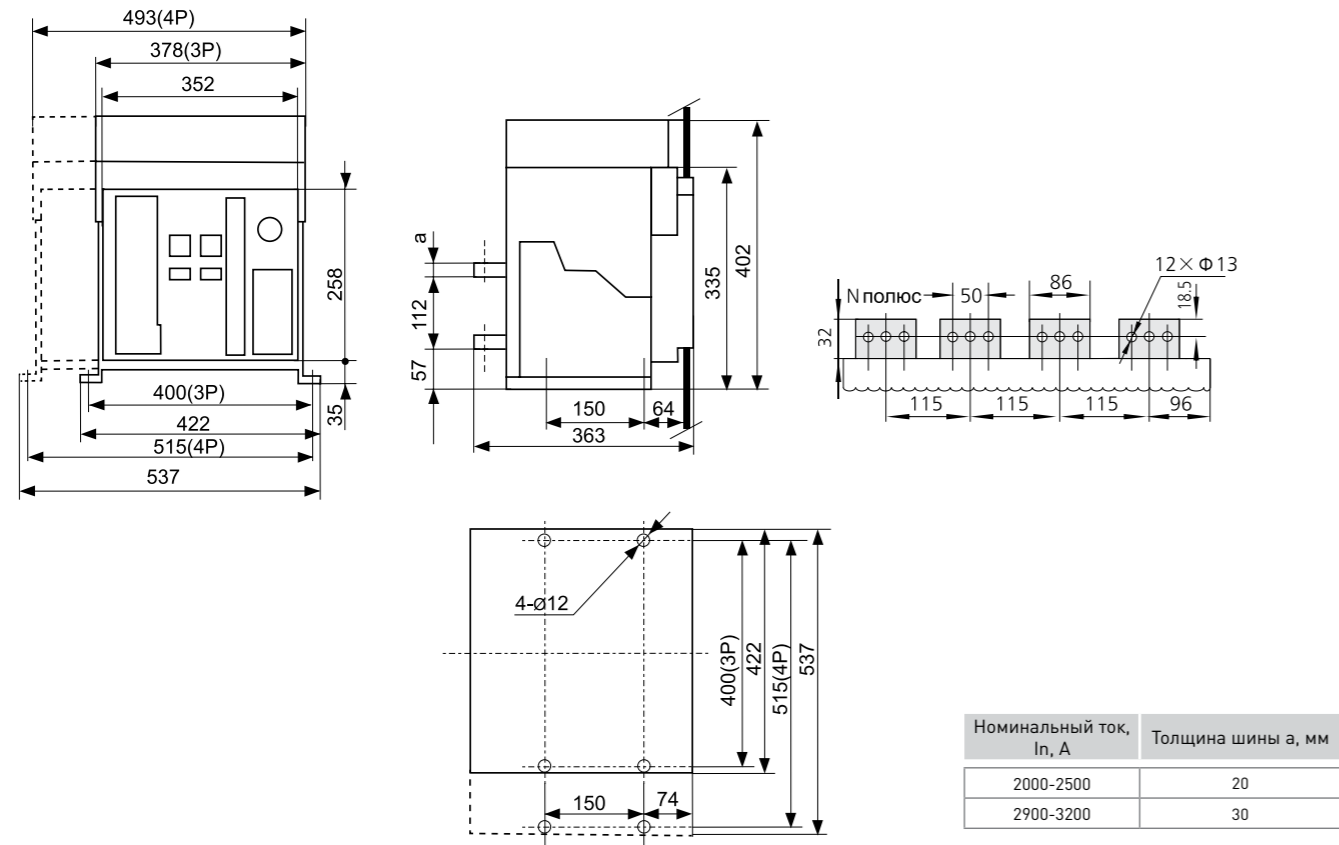 493(4P)
378(3P)
352
258
35
400(3P)
422
515(4P)
537
a
112
57
335
402
150
64
363
12×Φ13
N полюс
50
86
18.5
32
115
115
115
96
4-Ø12
400(3P)
422
515(4P)
537
150
74
Номинальный ток,
In, A
Толщина шины а, мм
2000-2500
20
2900-3200
30